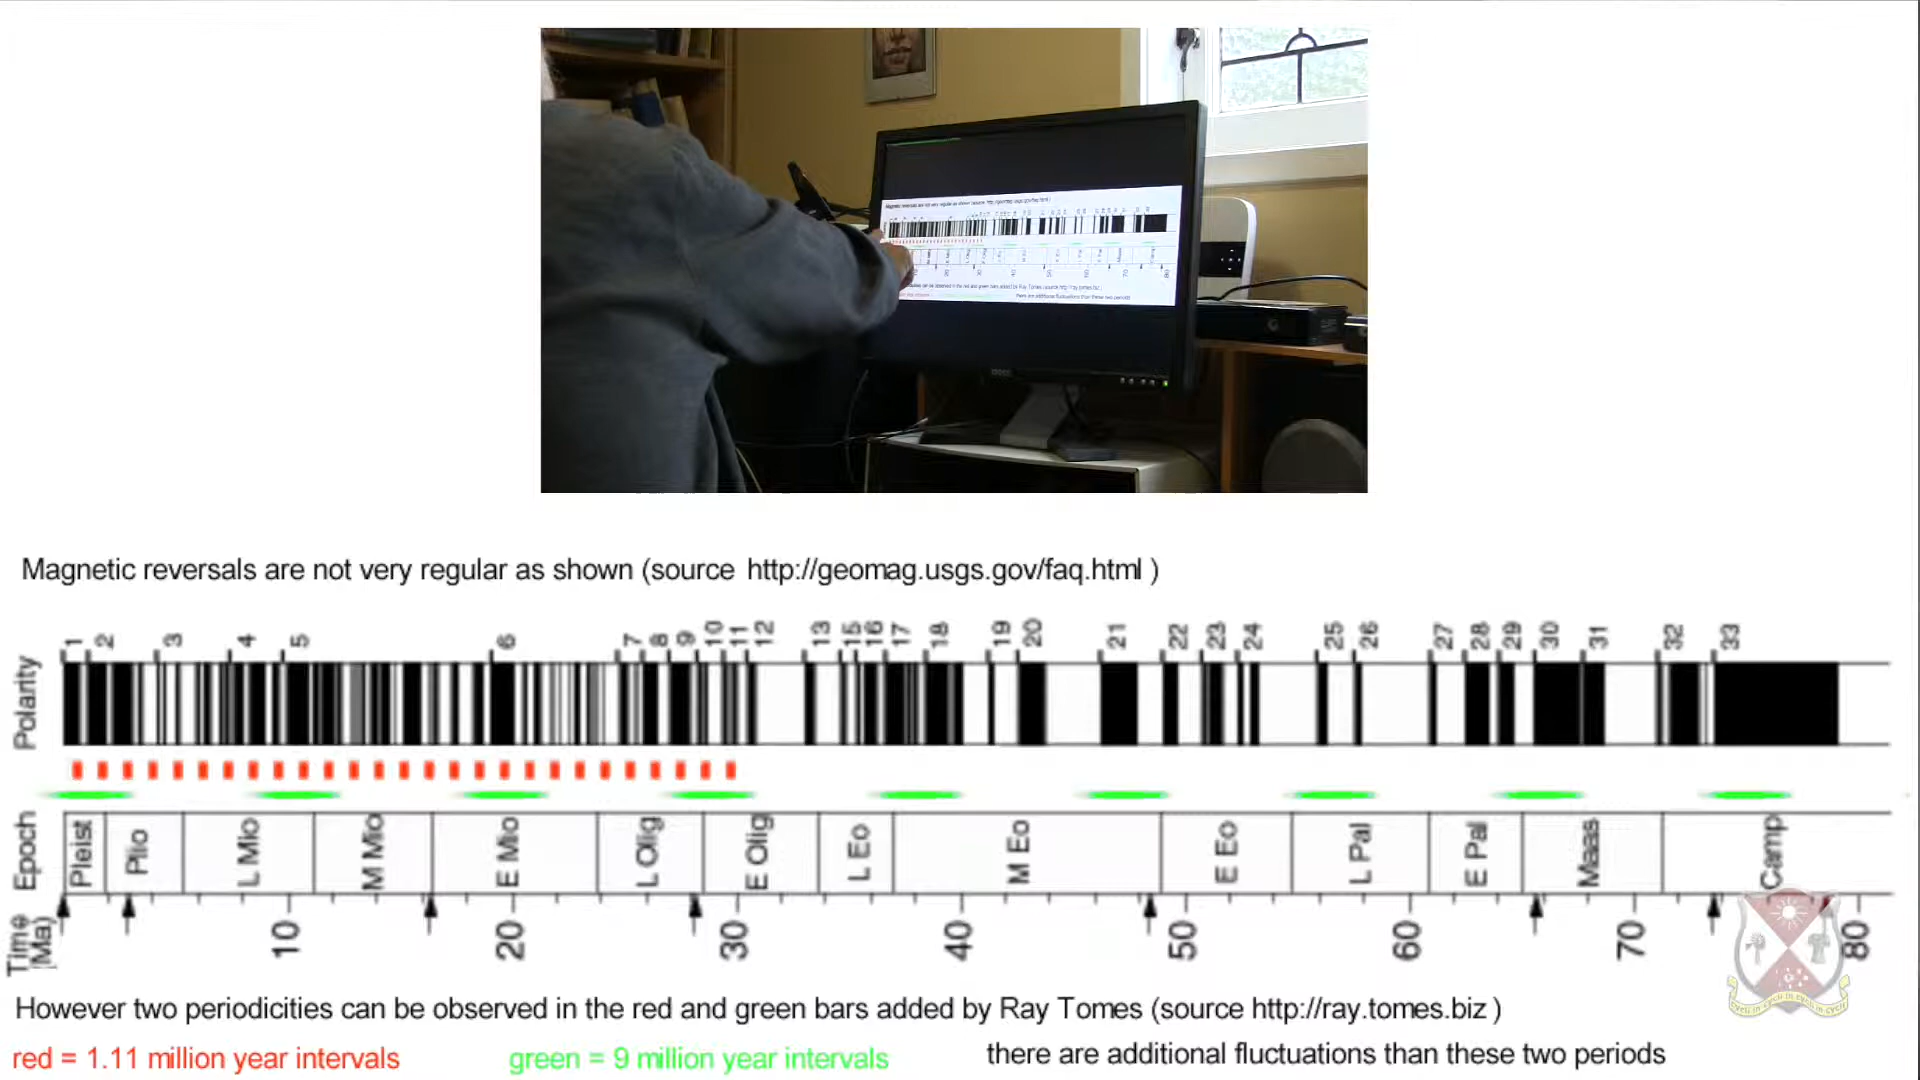 Magnetic reversals are not very regular as shown (source http://geomag.usgs.gov/faq.html )
1 2 3 4 5 6 7 8 9 10 11 12 13 15 16 17 18 19 20 21 22 23 24 25 26 27 28 29 30 31 32 33
Polarity
Epoch
Pleist Plio L Mio M Mio E Mio L Olig E Olig L Eo M Eo E Eo L Pal E Pal Maas Camp
Time (Ma)
10 20 30 40 50 60 70 80
However two periodicities can be observed in the red and green bars added by Ray Tomes (source http://ray.tomes.biz )
red = 1.11 million year intervals
green = 9 million year intervals
there are additional fluctuations than these two periods